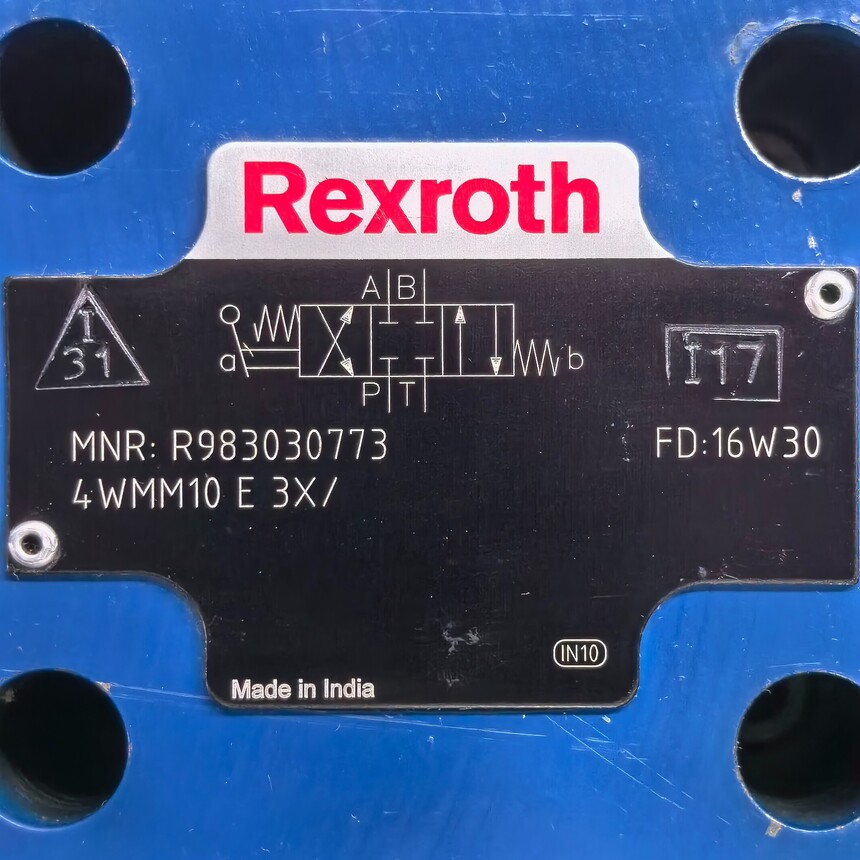 Rexroth
A B
I
31
a
b
I17
P T
MNR: R983030773
FD:16W30
4WMM10 E 3X/
IN10
Made in India